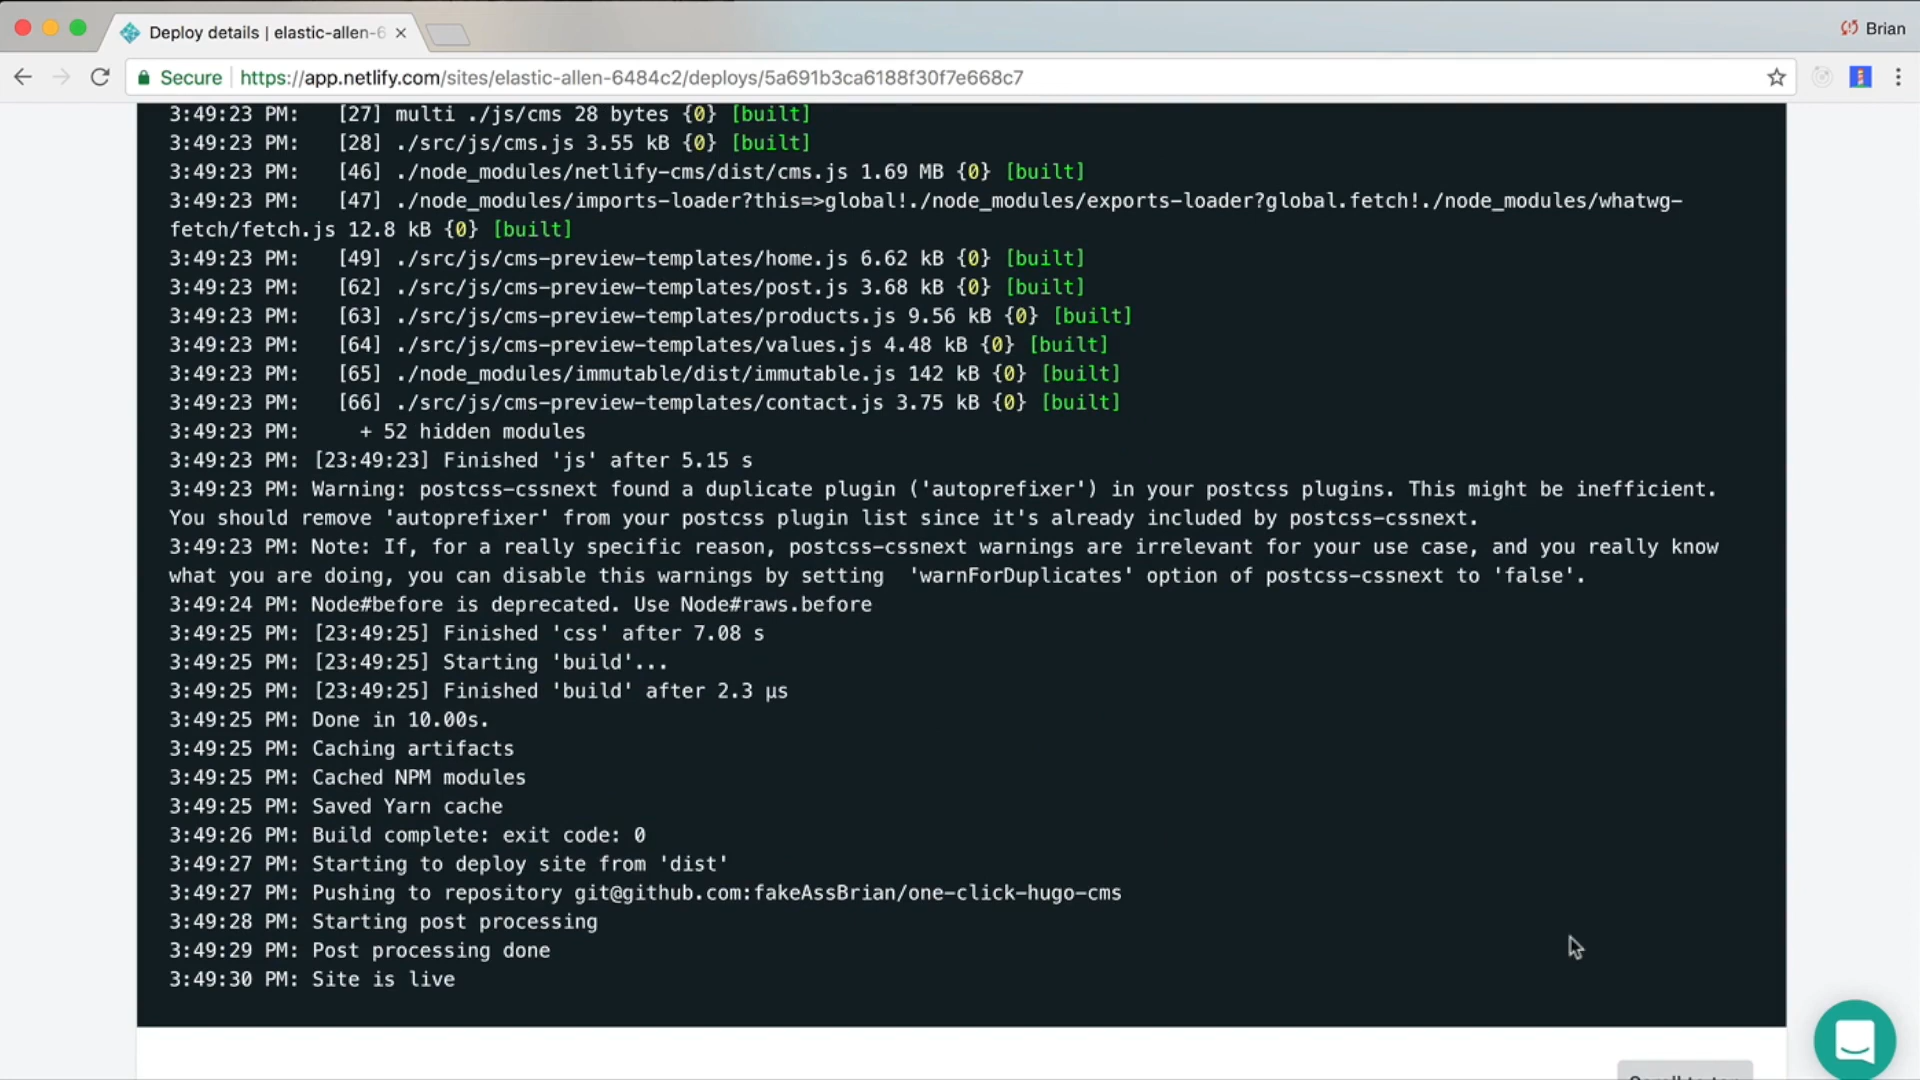 Deploy details | elastic-allen-6
Brian
Secure https://app.netlify.com/sites/elastic-allen-6484c2/deploys/5a691b3ca6188f30f7e668c7
3:49:23 PM: [27] multi ./js/cms 28 bytes {0} [built]
3:49:23 PM: [28] ./src/js/cms.js 3.55 kB {0} [built]
3:49:23 PM: [46] ./node_modules/netlify-cms/dist/cms.js 1.69 MB {0} [built]
3:49:23 PM: [47] ./node_modules/imports-loader?this=>global!./node_modules/exports-loader?global.fetch!./node_modules/whatwg-
fetch/fetch.js 12.8 kB {0} [built]
3:49:23 PM: [49] ./src/js/cms-preview-templates/home.js 6.62 kB {0} [built]
3:49:23 PM: [62] ./src/js/cms-preview-templates/post.js 3.68 kB {0} [built]
3:49:23 PM: [63] ./src/js/cms-preview-templates/products.js 9.56 kB {0} [built]
3:49:23 PM: [64] ./src/js/cms-preview-templates/values.js 4.48 kB {0} [built]
3:49:23 PM: [65] ./node_modules/immutable/dist/immutable.js 142 kB {0} [built]
3:49:23 PM: [66] ./src/js/cms-preview-templates/contact.js 3.75 kB {0} [built]
3:49:23 PM: + 52 hidden modules
3:49:23 PM: [23:49:23] Finished 'js' after 5.15 s
3:49:23 PM: Warning: postcss-cssnext found a duplicate plugin ('autoprefixer') in your postcss plugins. This might be inefficient.
You should remove 'autoprefixer' from your postcss plugin list since it's already included by postcss-cssnext.
3:49:23 PM: Note: If, for a really specific reason, postcss-cssnext warnings are irrelevant for your use case, and you really know
what you are doing, you can disable this warnings by setting 'warnForDuplicates' option of postcss-cssnext to 'false'.
3:49:24 PM: Node#before is deprecated. Use Node#raws.before
3:49:25 PM: [23:49:25] Finished 'css' after 7.08 s
3:49:25 PM: [23:49:25] Starting 'build'...
3:49:25 PM: [23:49:25] Finished 'build' after 2.3 μs
3:49:25 PM: Done in 10.00s.
3:49:25 PM: Caching artifacts
3:49:25 PM: Cached NPM modules
3:49:25 PM: Saved Yarn cache
3:49:26 PM: Build complete: exit code: 0
3:49:27 PM: Starting to deploy site from 'dist'
3:49:27 PM: Pushing to repository git@github.com:fakeAssBrian/one-click-hugo-cms
3:49:28 PM: Starting post processing
3:49:29 PM: Post processing done
3:49:30 PM: Site is live